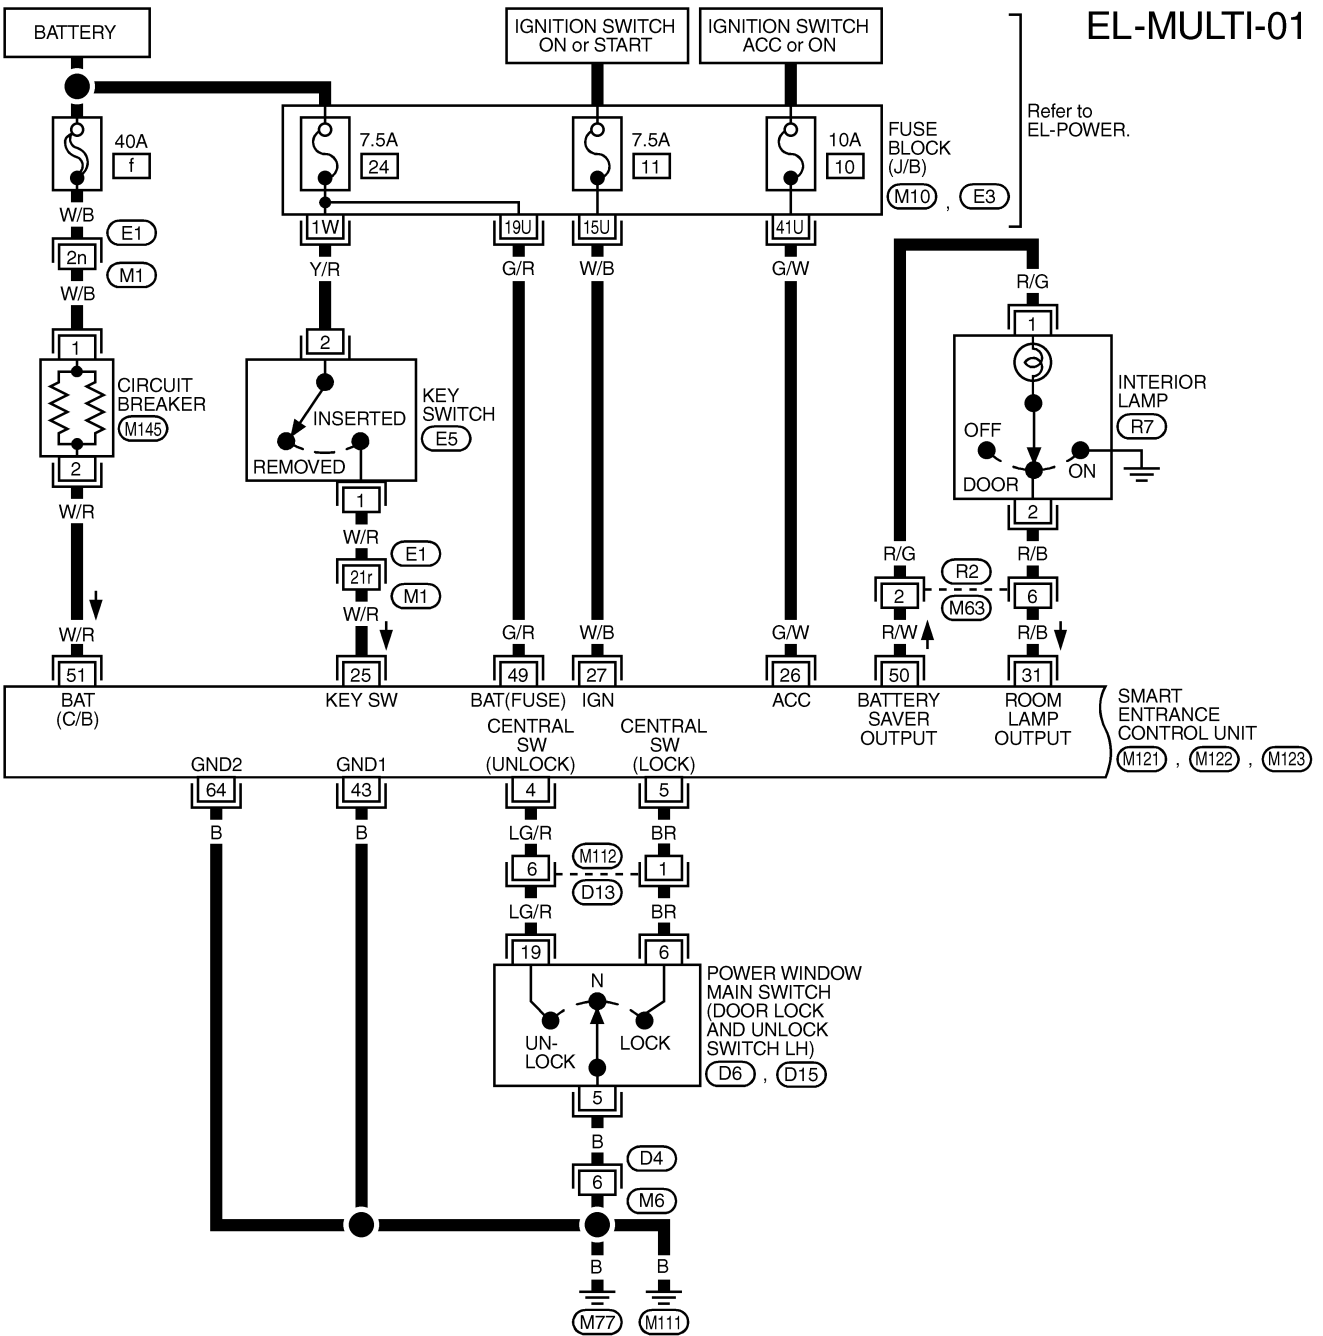 EL-MULTI-01
BATTERY
IGNITION SWITCH
ON or START
IGNITION SWITCH
ACC or ON
Refer to
EL-POWER.
40A
f
7.5A
24
7.5A
11
10A
10
FUSE
BLOCK
(J/B)
M10 , E3
W/B
E1
2n
M1
W/B
1W
19U
15U
41U
Y/R
G/R
W/B
G/W
R/G
1
2
1
CIRCUIT
BREAKER
M145
2
INSERTED
REMOVED
KEY
SWITCH
E5
INTERIOR
LAMP
R7
OFF
DOOR
ON
W/R
1
2
W/R
E1
21r
M1
W/R
R/G
R/B
2
R2
M63
6
W/R
G/R
W/B
G/W
R/W
R/B
51
25
49
27
26
50
31
BAT
(C/B)
KEY SW
BAT(FUSE)
IGN
ACC
BATTERY
SAVER
OUTPUT
ROOM
LAMP
OUTPUT
SMART
ENTRANCE
CONTROL UNIT
M121 , M122 , M123
CENTRAL
SW
(UNLOCK)
CENTRAL
SW
(LOCK)
GND2
GND1
64
43
4
5
B
B
LG/R
BR
6
M112
D13
1
LG/R
BR
19
6
N
UN-
LOCK
LOCK
POWER WINDOW
MAIN SWITCH
(DOOR LOCK
AND UNLOCK
SWITCH LH)
D6 , D15
5
B
D4
6
M6
B
B
M77
M111